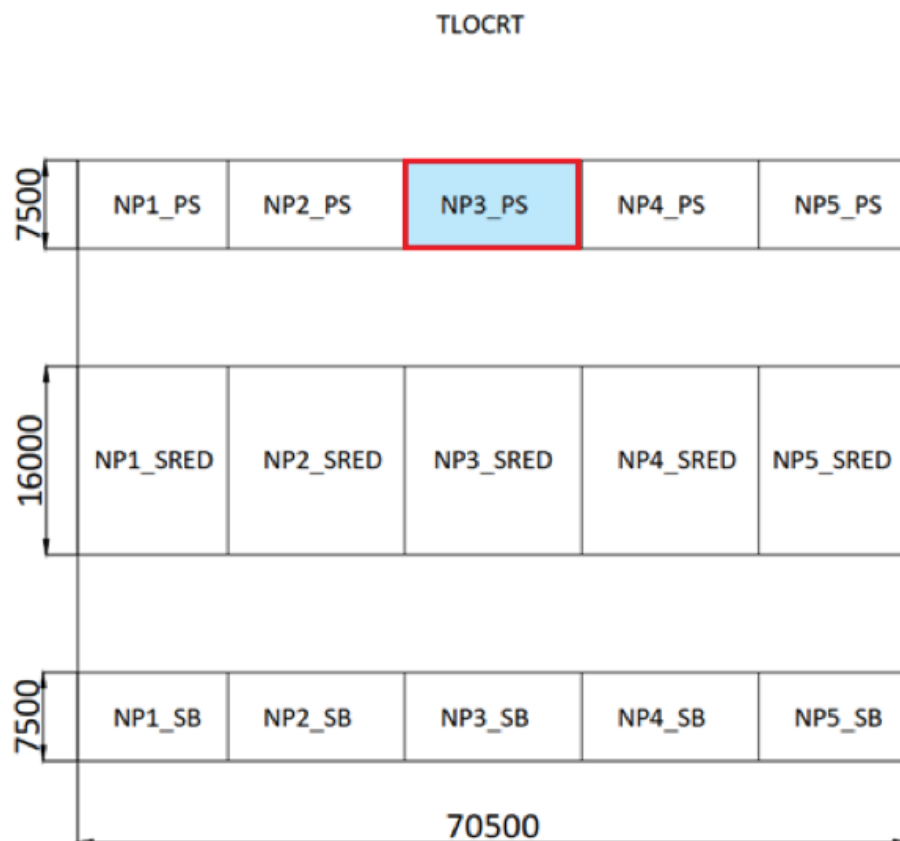 TLOCRT
7500
NP1_PS NP2_PS NP3_PS NP4_PS NP5_PS
16000
NP1_SRED NP2_SRED NP3_SRED NP4_SRED NP5_SRED
7500
NP1_SB NP2_SB NP3_SB NP4_SB NP5_SB
70500